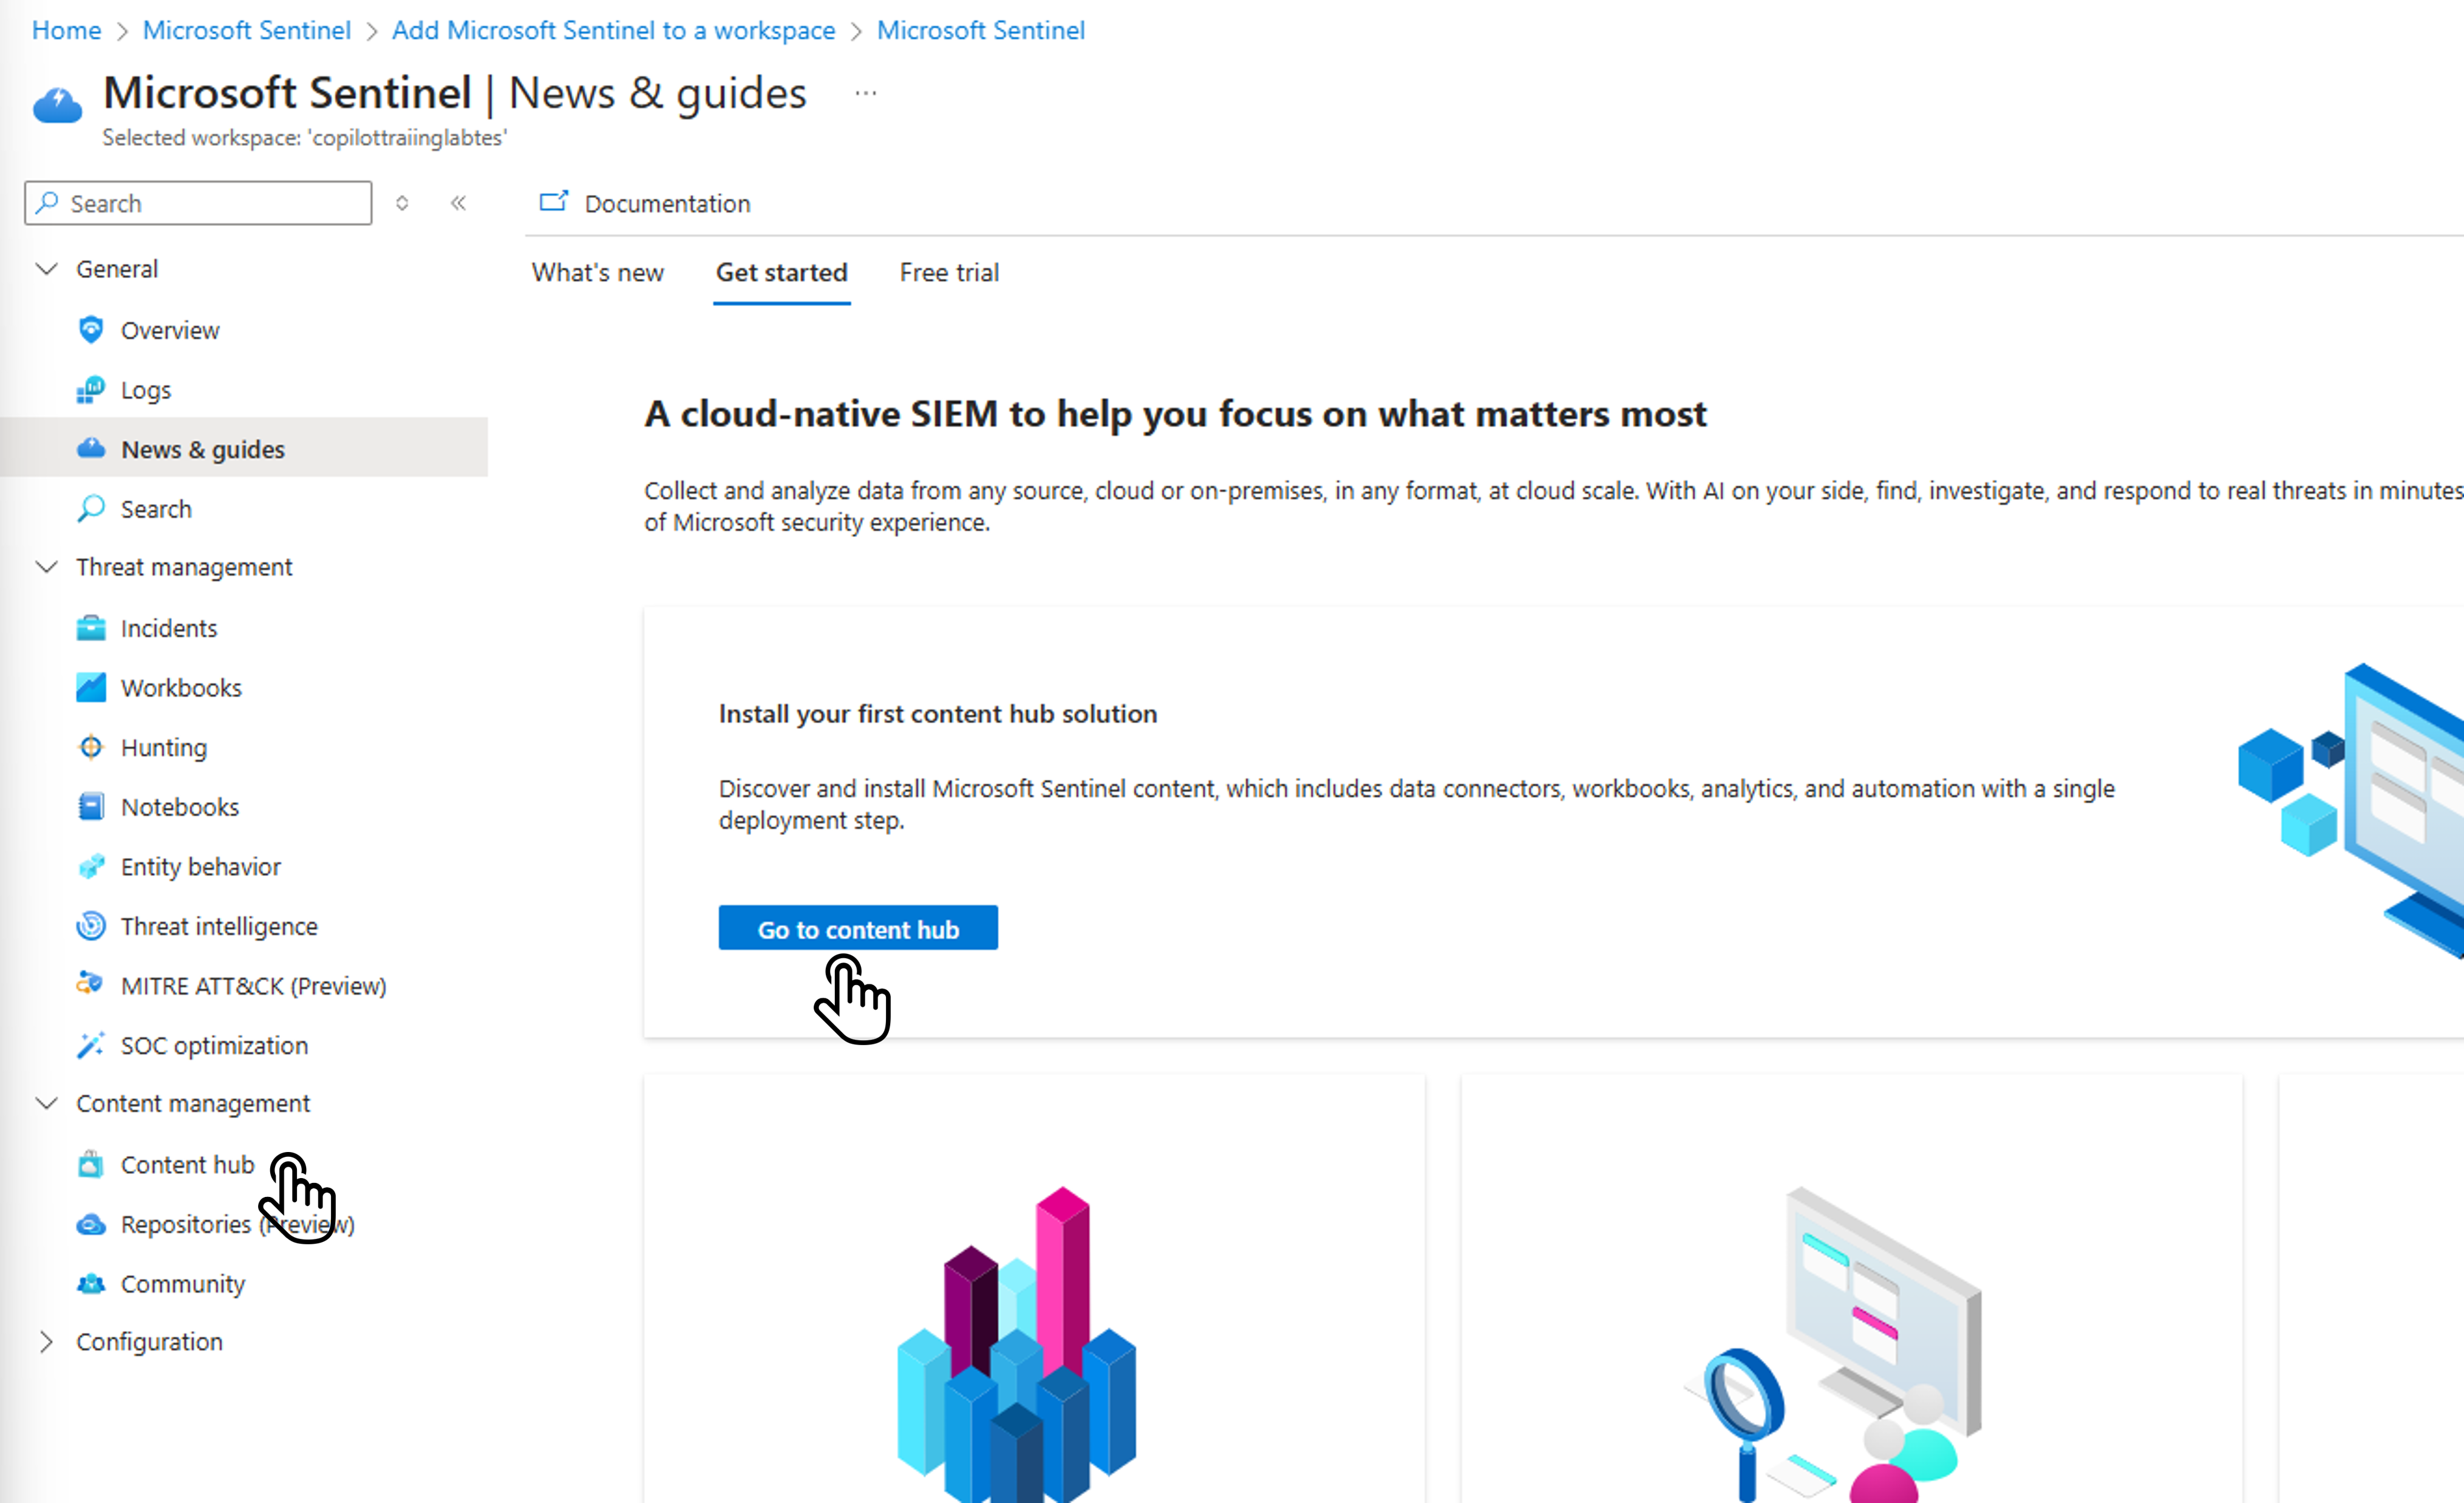 Home > Microsoft Sentinel > Add Microsoft Sentinel to a workspace > Microsoft Sentinel
Microsoft Sentinel | News & guides ...
Selected workspace: 'copilottraiinglabtes'
Search
Documentation
General
Overview
Logs
News & guides
Search
Threat management
Incidents
Workbooks
Hunting
Notebooks
Entity behavior
Threat intelligence
MITRE ATT&CK (Preview)
SOC optimization
Content management
Content hub
Repositories (Preview)
Community
Configuration
What's new Get started Free trial
A cloud-native SIEM to help you focus on what matters most
Collect and analyze data from any source, cloud or on-premises, in any format, at cloud scale. With AI on your side, find, investigate, and respond to real threats in minutes
of Microsoft security experience.
Install your first content hub solution
Discover and install Microsoft Sentinel content, which includes data connectors, workbooks, analytics, and automation with a single
deployment step.
Go to content hub